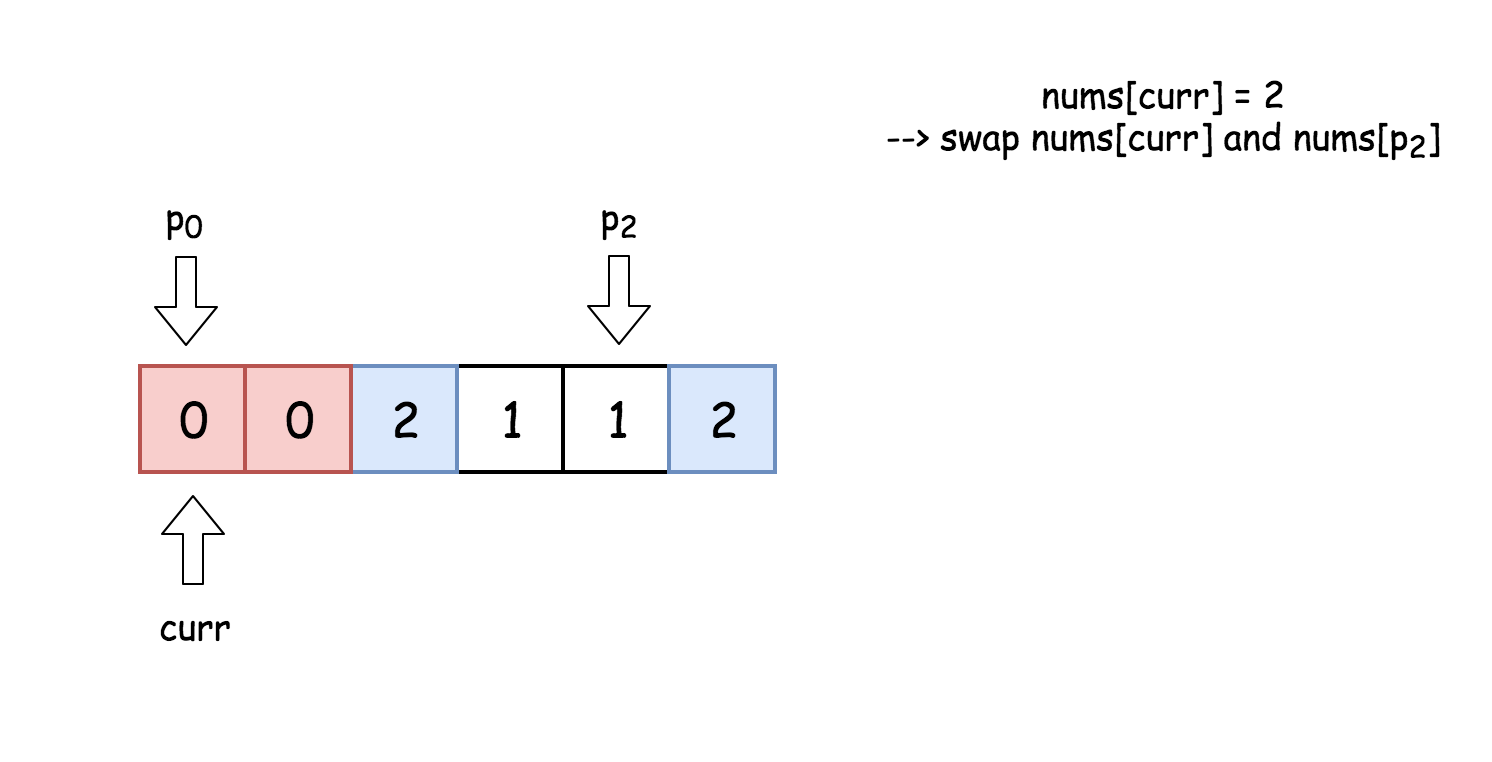 nums[curr] = 2
--> swap nums[curr] and nums[p2]
p0 p2
0 0 2 1 1 2
curr